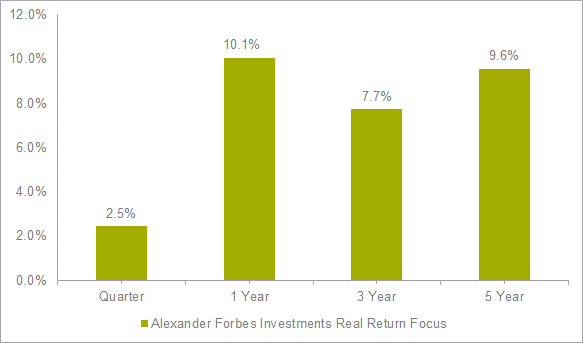 12.0%
10.0%
8.0%
6.0%
4.0%
2.0%
0.0%
2.5%
10.1%
7.7%
9.6%
Quarter
1 Year
3 Year
5 Year
Alexander Forbes Investments Real Return Focus